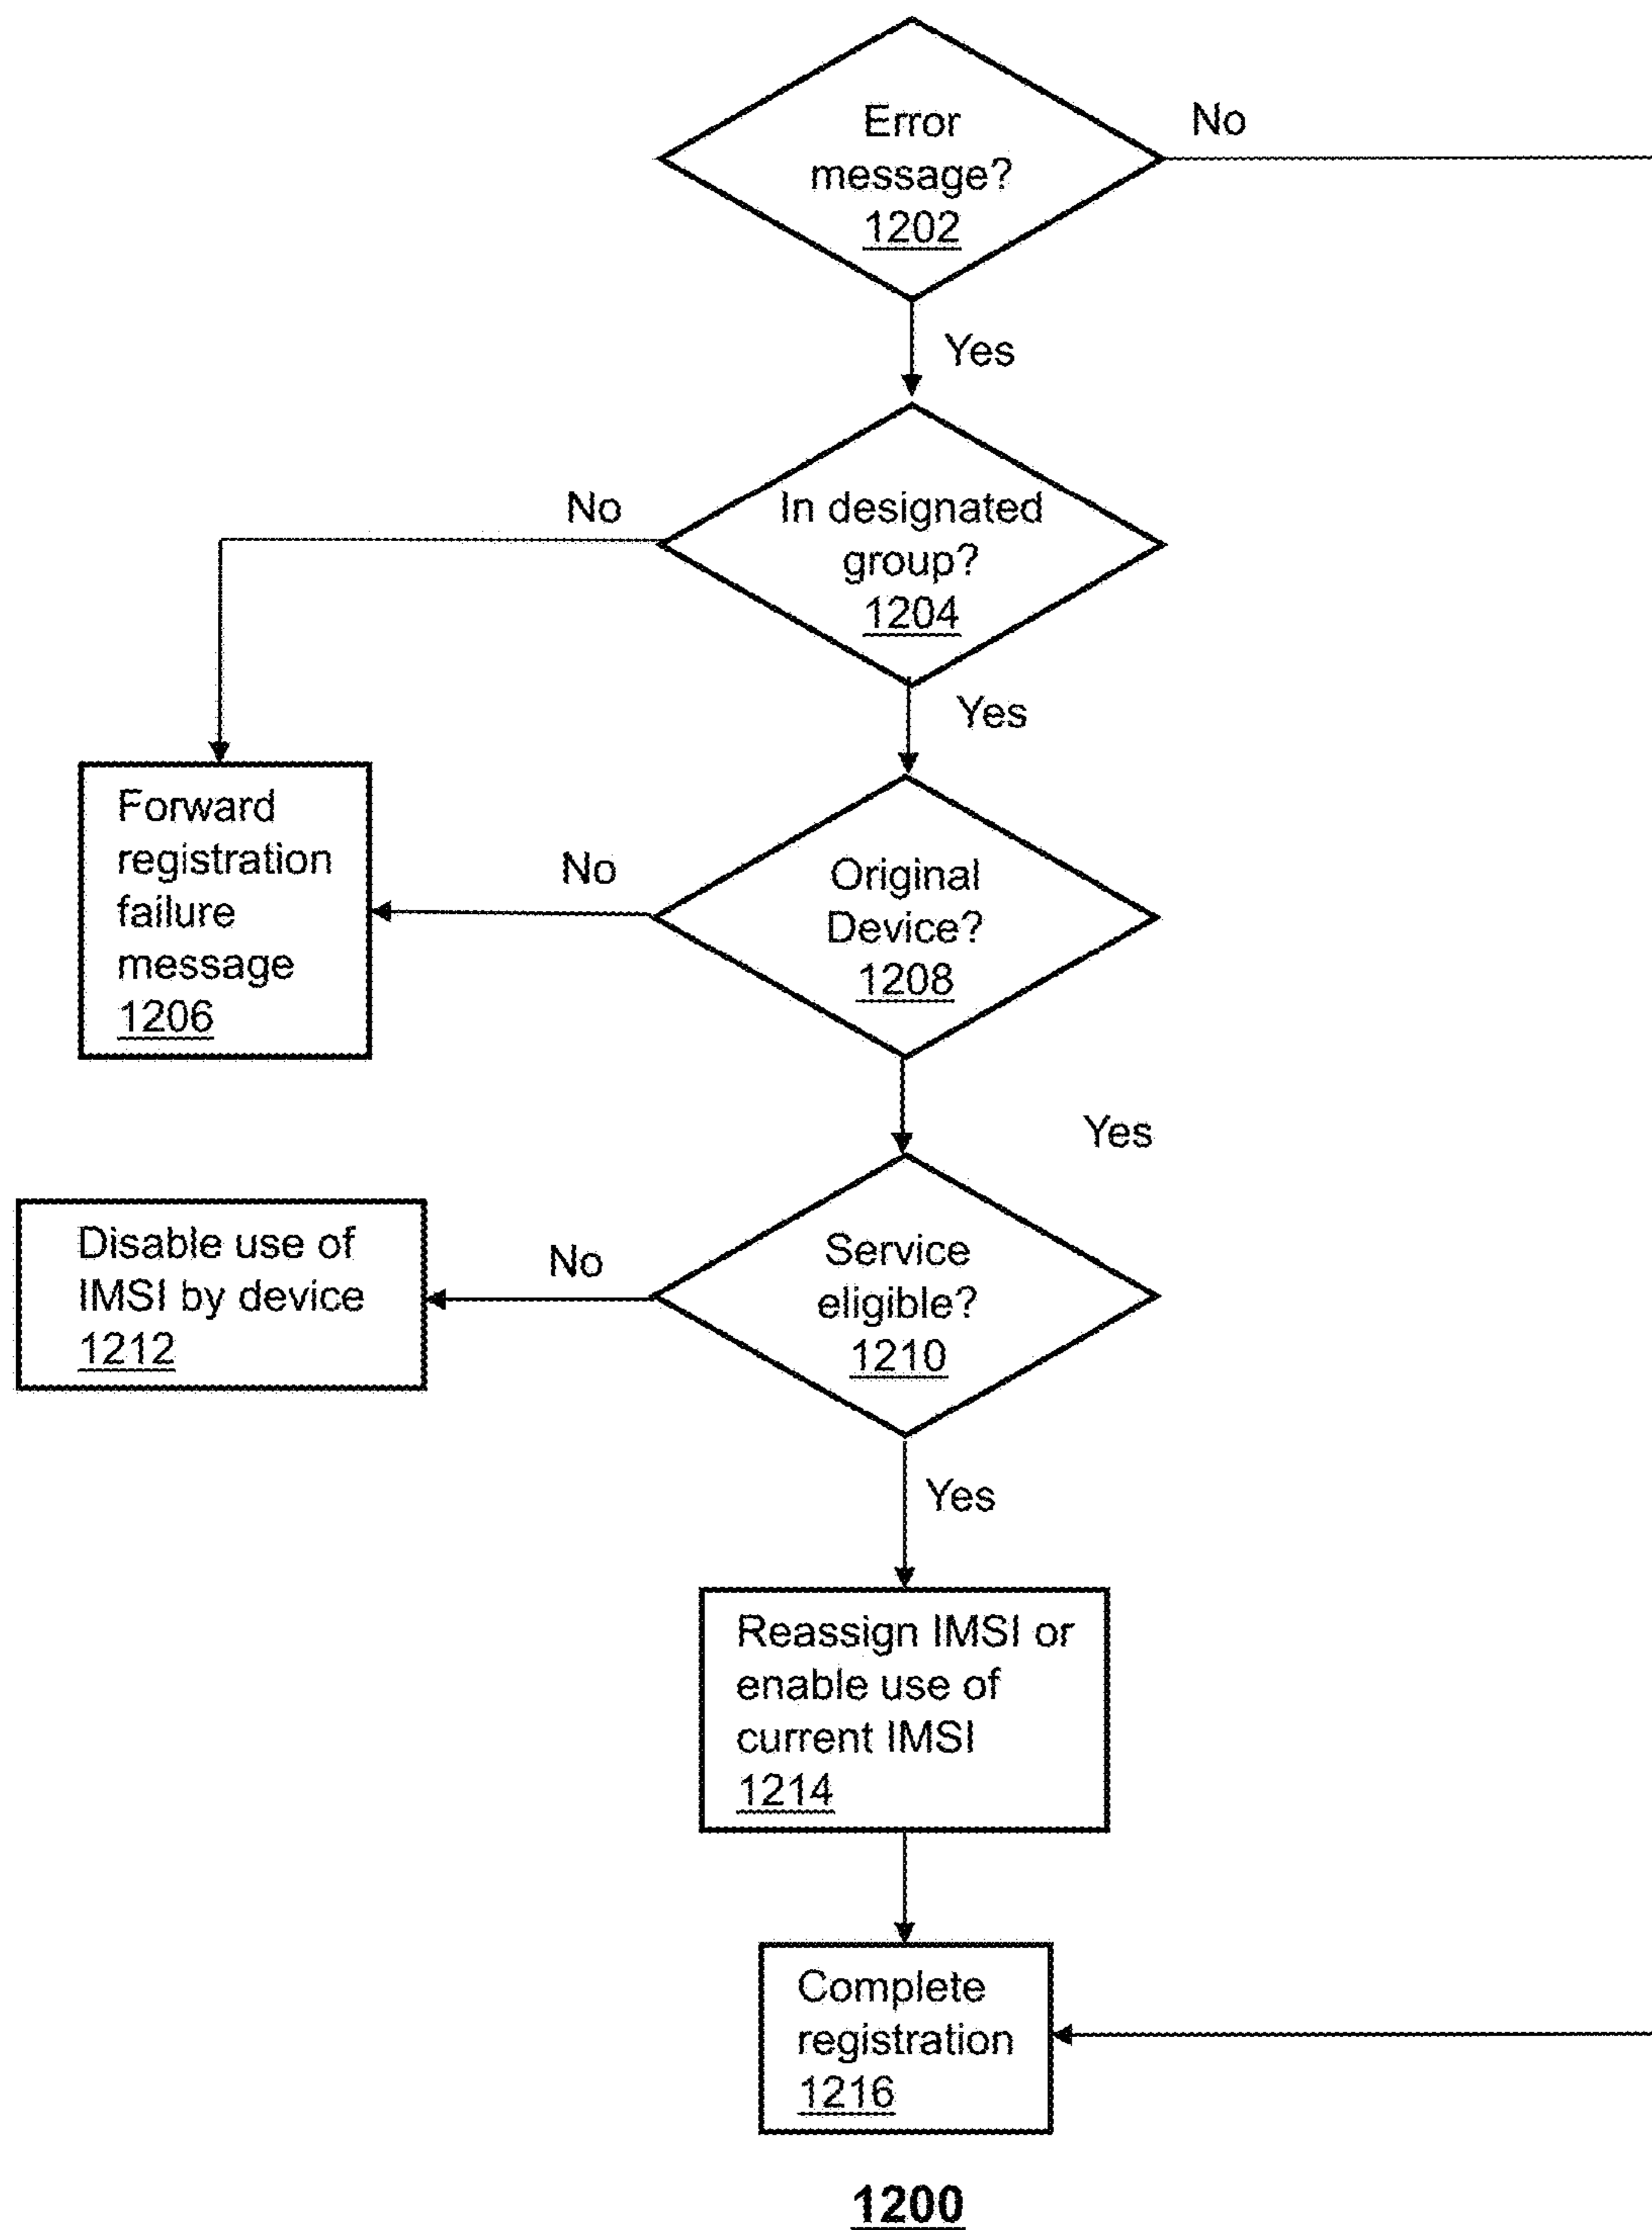 Error
message?
1202
No
Yes
In designated
group?
1204
No
Yes
Forward
registration
failure
message
1206
Original
Device?
1208
No
Yes
Service
eligible?
1210
No
Disable use of
IMSI by device
1212
Yes
Reassign IMSI or
enable use of
current IMSI
1214
Complete
registration
1216
1200